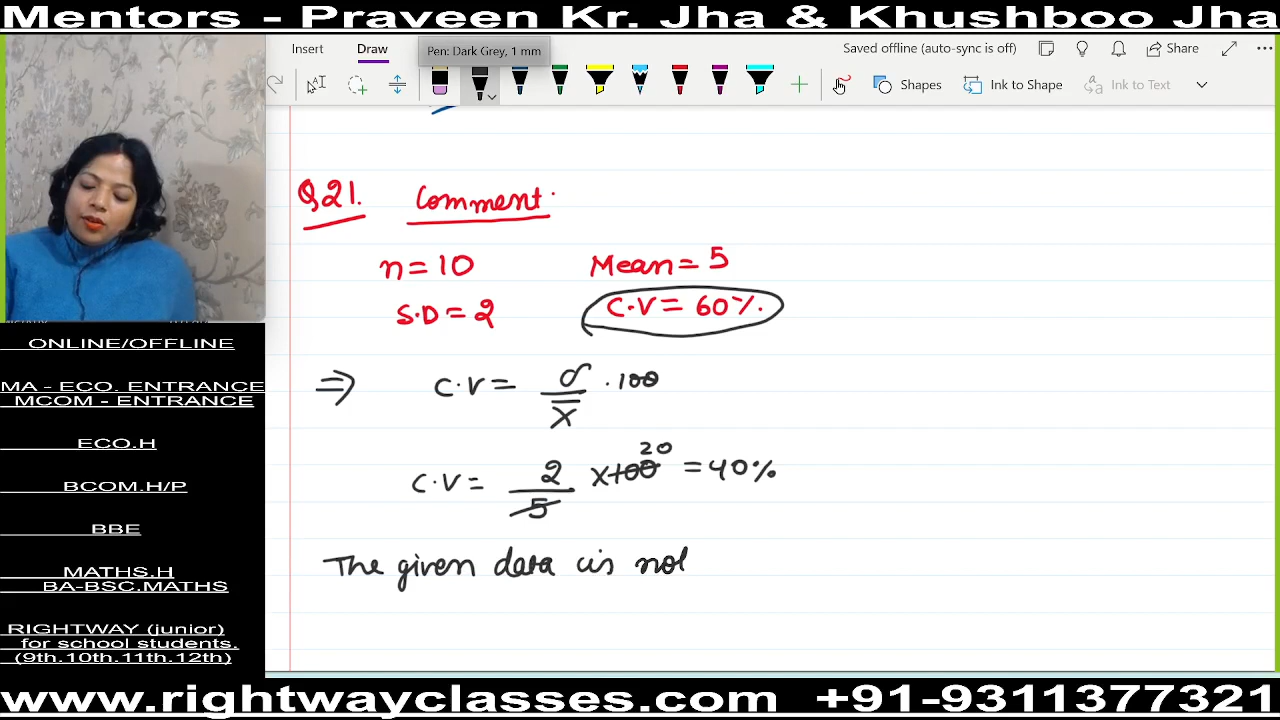 Mentors - Praveen Kr. Jha & Khushboo Jha
Insert Draw Pen: Dark Grey, 1 mm Saved offline (auto-sync is off) Share
Shapes Ink to Shape Ink to Text
Q21. Comment.
n = 10 Mean = 5
S.D = 2 C.V = 60%.
⇒ C.V = σ/X̄ . 100
C.V = 2/5 x 100 20 = 40%
The given data is not
ONLINE/OFFLINE
MA - ECO. ENTRANCE
MCOM - ENTRANCE
ECO.H
BCOM.H/P
BBE
MATHS.H
BA-BSC.MATHS
RIGHTWAY (junior)
for school students.
(9th.10th.11th.12th)
www.rightwayclasses.com +91-9311377321